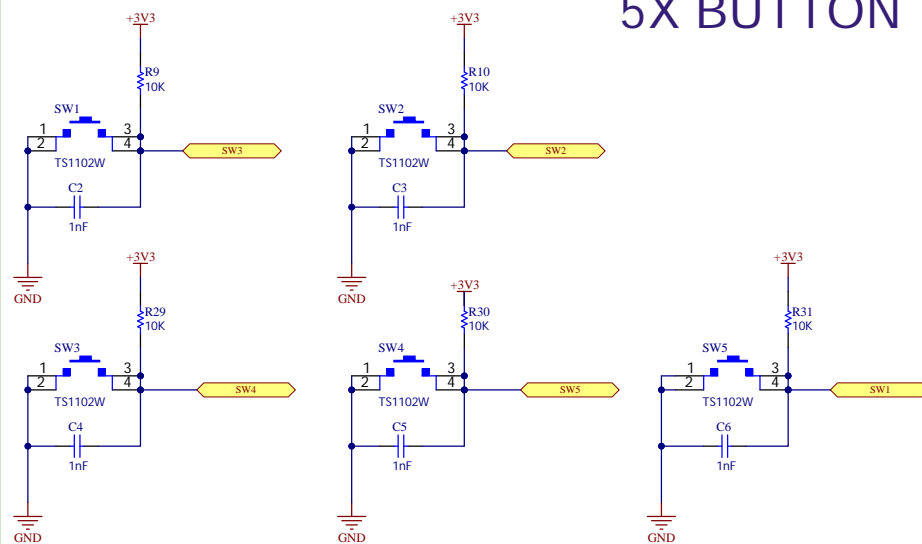 5X BUTTON
+3V3
R9
10K
SW1
1
2
3
4
TS1102W
SW3
C2
1nF
GND
+3V3
R10
10K
SW2
1
2
3
4
TS1102W
SW2
C3
1nF
GND
+3V3
R29
10K
SW3
1
2
3
4
TS1102W
SW4
C4
1nF
GND
+3V3
R30
10K
SW4
1
2
3
4
TS1102W
SW5
C5
1nF
GND
+3V3
R31
10K
SW5
1
2
3
4
TS1102W
SW1
C6
1nF
GND